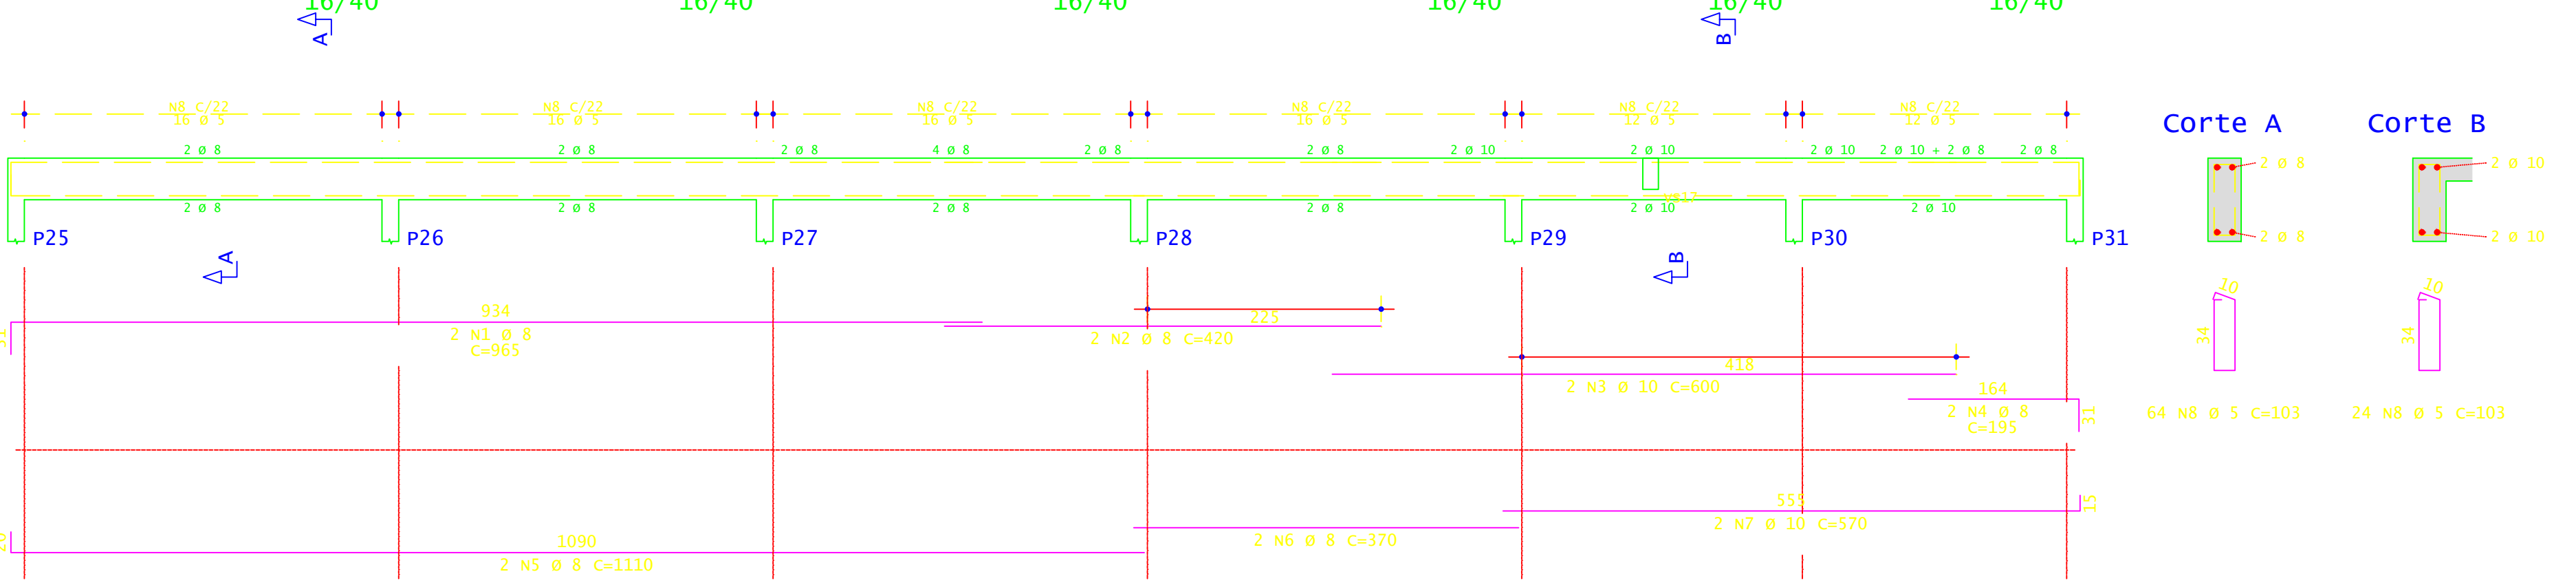 16/40 16/40 16/40 16/40 16/40 16/40
A B
N8 C/22 N8 C/22 N8 C/22 N8 C/22 N8 C/22 N8 C/22
16 Ø 5 16 Ø 5 16 Ø 5 16 Ø 5 12 Ø 5 12 Ø 5
Corte A Corte B
2 Ø 8 2 Ø 8 2 Ø 8 4 Ø 8 2 Ø 8 2 Ø 8 2 Ø 10 2 Ø 10 2 Ø 10 2 Ø 10 + 2 Ø 8 2 Ø 8
2 Ø 8 2 Ø 10
VS17
2 Ø 8 2 Ø 8 2 Ø 8 2 Ø 8 2 Ø 10 2 Ø 10
P25 P26 P27 P28 P29 P30 P31
2 Ø 8 2 Ø 10
A B
10 10
934
225
31
2 N1 Ø 8
C=965
2 N2 Ø 8 C=420
34 34
418
2 N3 Ø 10 C=600
164
2 N4 Ø 8
C=195
31
64 N8 Ø 5 C=103 24 N8 Ø 5 C=103
555
15
2 N7 Ø 10 C=570
1090
20
2 N6 Ø 8 C=370
2 N5 Ø 8 C=1110